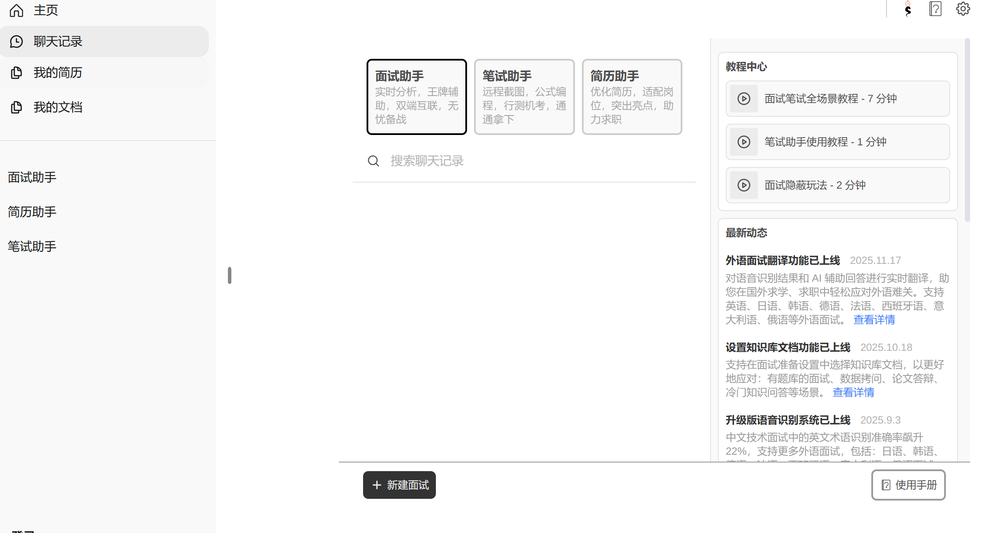 主页
聊天记录
我的简历
我的文档
面试助手
简历助手
笔试助手
面试助手
实时分析，王牌辅
助，双端互联，无
忧备战
笔试助手
远程截图，公式编
程，行测机考，通
通拿下
简历助手
优化简历，适配岗
位，突出亮点，助
力求职
搜索聊天记录
教程中心
面试笔试全场景教程 - 7 分钟
笔试助手使用教程 - 1 分钟
面试隐蔽玩法 - 2 分钟
最新动态
外语面试翻译功能已上线 2025.11.17
对语音识别结果和 AI 辅助回答进行实时翻译，助
您在国外求学、求职中轻松应对外语难关。支持
英语、日语、韩语、德语、法语、西班牙语、意
大利语、俄语等外语面试。 查看详情
设置知识库文档功能已上线 2025.10.18
支持在面试准备设置中选择知识库文档，以更好
地应对：有题库的面试、数据拷问、论文答辩、
冷门知识问答等场景。 查看详情
升级版语音识别系统已上线 2025.9.3
中文技术面试中的英文术语识别准确率飙升
22%，支持更多外语面试，包括：日语、韩语、
新建面试
使用手册